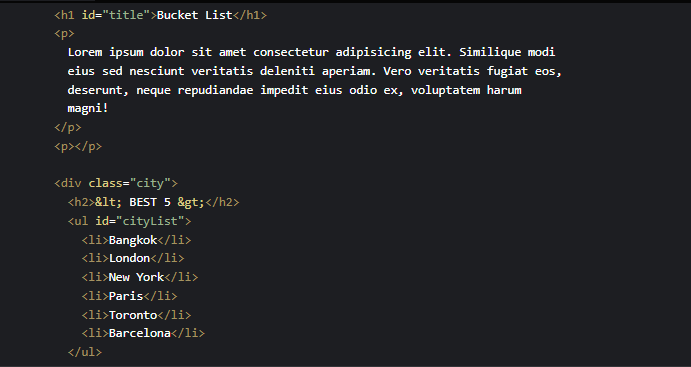 <h1 id="title">Bucket List</h1>
<p>
Lorem ipsum dolor sit amet consectetur adipisicing elit. Similique modi
eius sed nesciunt veritatis deleniti aperiam. Vero veritatis fugiat eos,
deserunt, neque repudiandae impedit eius odio ex, voluptatem harum
magni!
</p>
<p></p>
<div class="city">
<h2>&lt; BEST 5 &gt;</h2>
<ul id="cityList">
<li>Bangkok</li>
<li>London</li>
<li>New York</li>
<li>Paris</li>
<li>Toronto</li>
<li>Barcelona</li>
</ul>